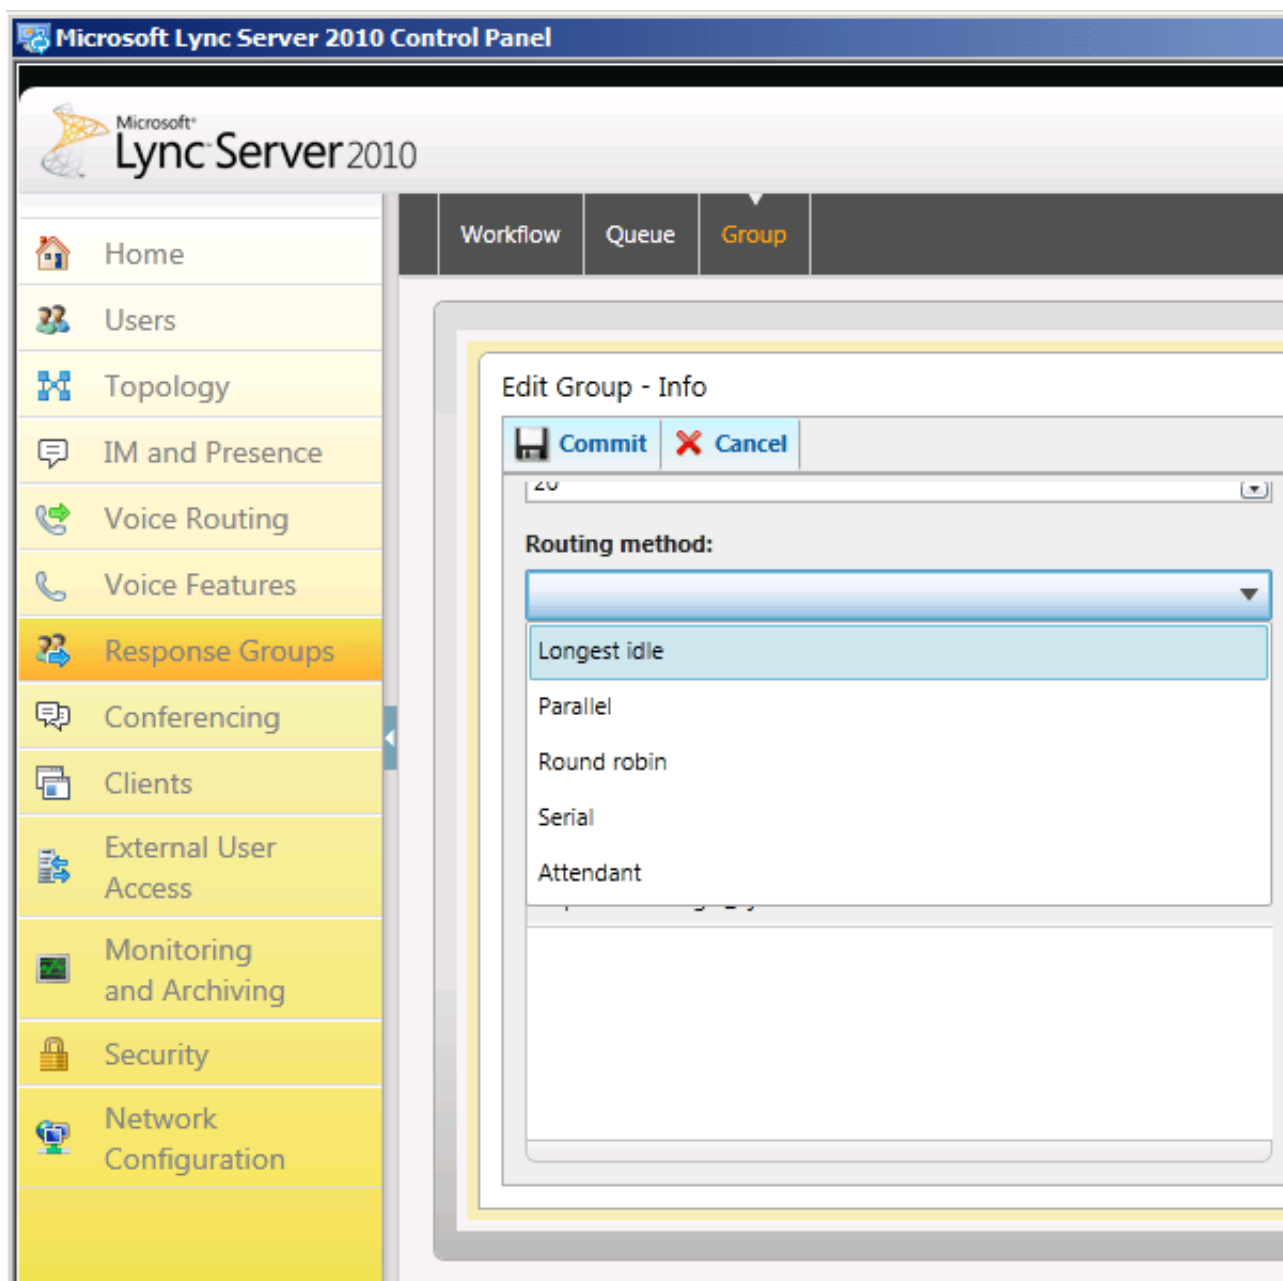 Microsoft Lync Server 2010 Control Panel
Microsoft®
Lync™ Server 2010
Workflow
Queue
Group
Home
Users
Topology
IM and Presence
Voice Routing
Voice Features
Response Groups
Conferencing
Clients
External User
Access
Monitoring
and Archiving
Security
Network
Configuration
Edit Group - Info
Commit
Cancel
20
Routing method:
Longest idle
Parallel
Round robin
Serial
Attendant